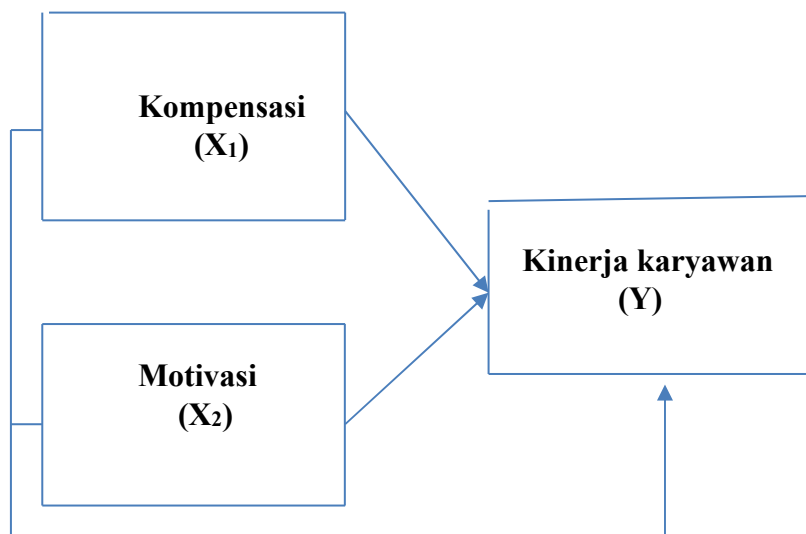 Kompensasi
(X₁)
Kinerja karyawan
(Y)
Motivasi
(X₂)